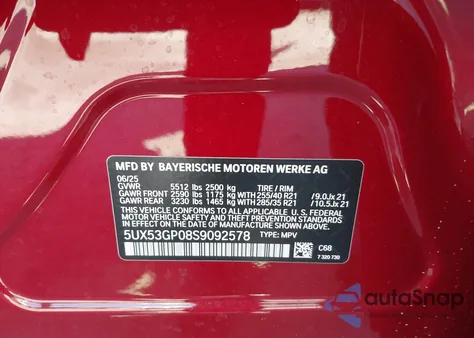 MFD BY BAYERISCHE MOTOREN WERKE AG
06/25
GVWR 5512 lbs 2500 kg TIRE / RIM
GAWR FRONT 2590 lbs 1175 kg WITH 255/40 R21 /9.0Jx 21
GAWR REAR 3230 lbs 1465 kg WITH 285/35 R21 /10.5Jx 21
THIS VEHICLE CONFORMS TO ALL APPLICABLE U.S. FEDERAL
MOTOR VEHICLE SAFETY AND THEFT PREVENTION STANDARDS
IN EFFECT ON THE DATE OF MANUFACTURE SHOWN ABOVE.
5UX53GP08S9092578 TYPE: MPV
C68
7 320 730
autoSnap